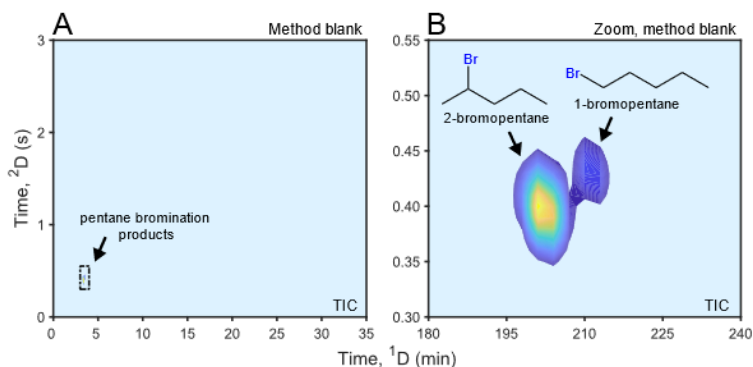 A
Method blank
3
2
1
0
Time, ²D (s)
pentane bromination
products
TIC
0
5
10
15
20
25
30
35
B
Zoom, method blank
0.55
0.50
0.45
0.40
0.35
0.30
Br
2-bromopentane
Br
1-bromopentane
TIC
180
195
210
225
240
Time, ¹D (min)